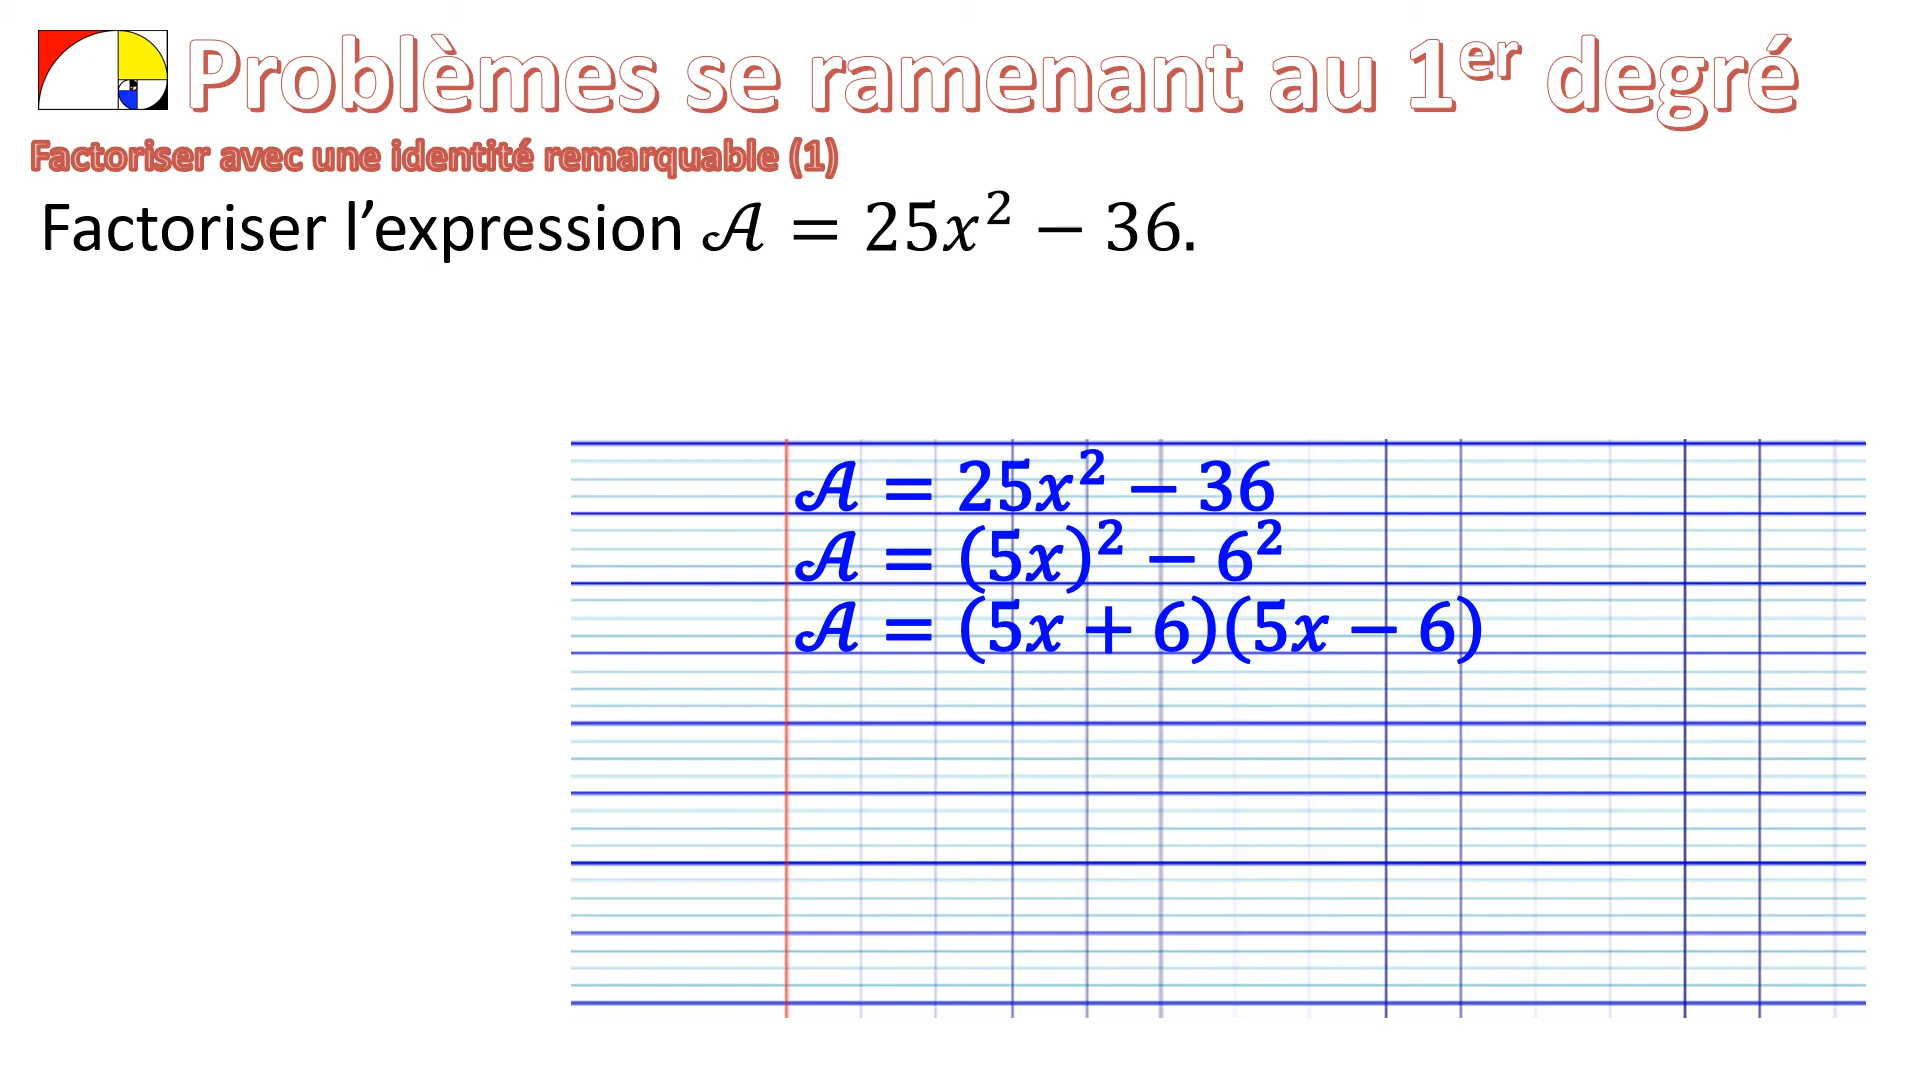 Problèmes se ramenant au 1er degré
Factoriser avec une identité remarquable (1)
Factoriser l’expression 𝒜 = 25x² − 36.
𝒜 = 25x² − 36
𝒜 = (5x)² − 6²
𝒜 = (5x + 6)(5x − 6)